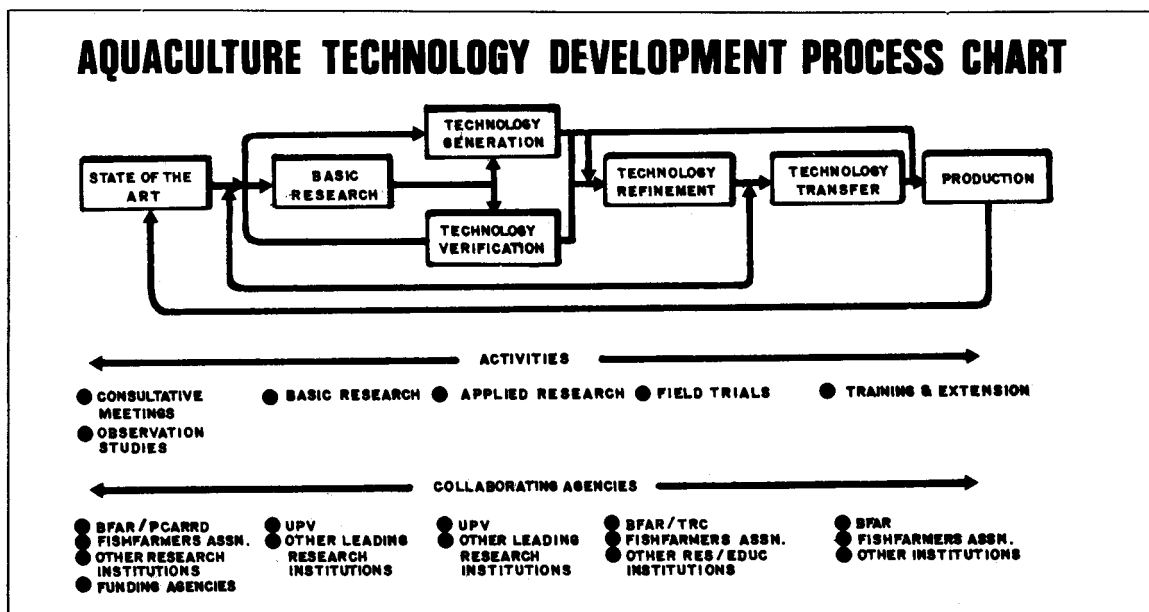 AQUACULTURE TECHNOLOGY DEVELOPMENT PROCESS CHART
STATE OF THE
ART
BASIC
RESEARCH
TECHNOLOGY
GENERATION
TECHNOLOGY
VERIFICATION
TECHNOLOGY
REFINEMENT
TECHNOLOGY
TRANSFER
PRODUCTION
ACTIVITIES
● CONSULTATIVE
MEETINGS
● OBSERVATION
STUDIES
● BASIC RESEARCH
● APPLIED RESEARCH
● FIELD TRIALS
● TRAINING & EXTENSION
COLLABORATING AGENCIES
● BFAR/PCARRD
● FISHFARMERS ASSN.
● OTHER RESEARCH
INSTITUTIONS
● FUNDING AGENCIES
● UPV
● OTHER LEADING
RESEARCH
INSTITUTIONS
● UPV
● OTHER LEADING
RESEARCH
INSTITUTIONS
● BFAR/TRC
● FISHFARMERS ASSN.
● OTHER RES/EDUC
INSTITUTIONS
● BFAR
● FISHFARMERS ASSN.
● OTHER INSTITUTIONS